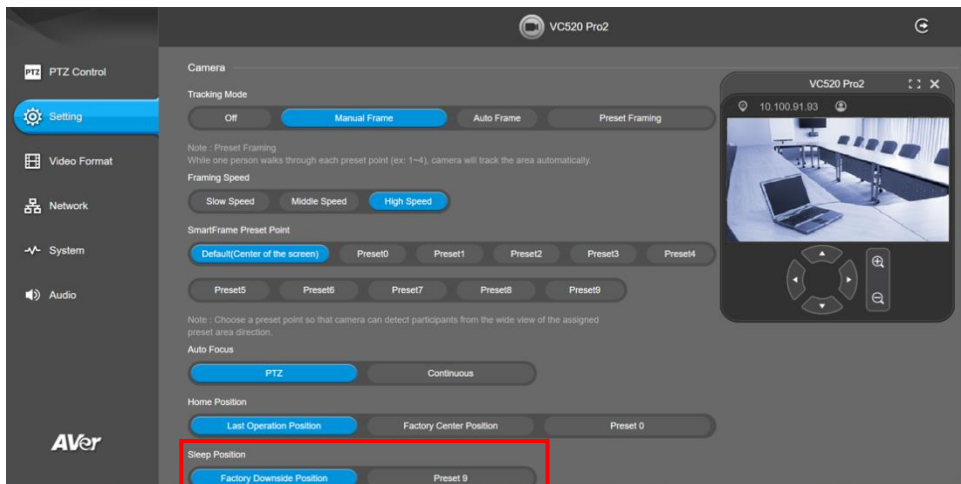 VC520 Pro2
PTZ PTZ Control
Setting
Video Format
Network
System
Audio
AVer
Camera
Tracking Mode
Off Manual Frame Auto Frame Preset Framing
Note : Preset Framing
While one person walks through each preset point (ex: 1~4), camera will track the area automatically.
Framing Speed
Slow Speed Middle Speed High Speed
SmartFrame Preset Point
Default(Center of the screen) Preset0 Preset1 Preset2 Preset3 Preset4
Preset5 Preset6 Preset7 Preset8 Preset9
Note : Choose a preset point so that camera can detect participants from the wide view of the assigned
preset area direction.
Auto Focus
PTZ Continuous
Home Position
Last Operation Position Factory Center Position Preset 0
Sleep Position
Factory Downside Position Preset 9
VC520 Pro2
10.100.91.93